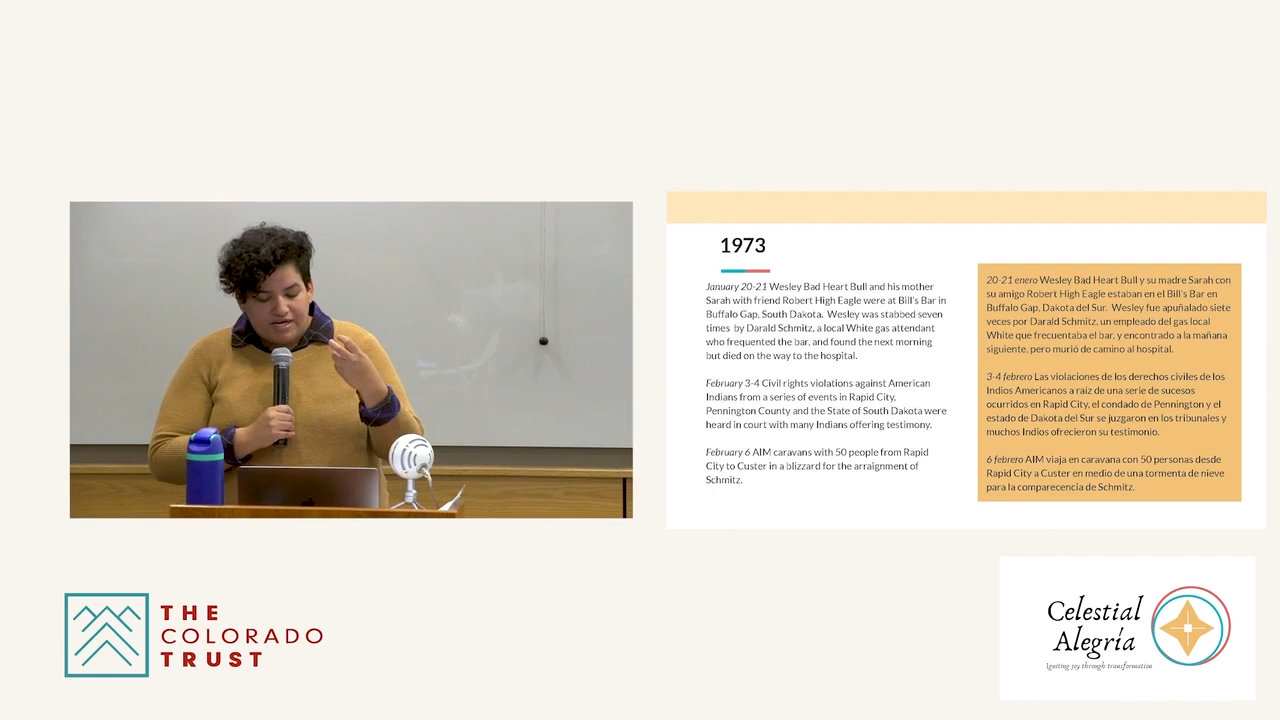 1973
January 20-21 Wesley Bad Heart Bull and his mother
Sarah with friend Robert High Eagle were at Bill's Bar in
Buffalo Gap, South Dakota. Wesley was stabbed seven
times by Darald Schmitz, a local White gas attendant
who frequented the bar, and found the next morning
but died on the way to the hospital.
February 3-4 Civil rights violations against American
Indians from a series of events in Rapid City,
Pennington County and the State of South Dakota were
heard in court with many Indians offering testimony.
February 6 AIM caravans with 50 people from Rapid
City to Custer in a blizzard for the arraignment of
Schmitz.
20-21 enero Wesley Bad Heart Bull y su madre Sarah con
su amigo Robert High Eagle estaban en el Bill's Bar en
Buffalo Gap, Dakota del Sur. Wesley fue apuñalado siete
veces por Darald Schmitz, un empleado del gas local
White que frecuentaba el bar, y encontrado a la mañana
siguiente, pero murió de camino al hospital.
3-4 febrero Las violaciones de los derechos civiles de los
Indios Americanos a raíz de una serie de sucesos
ocurridos en Rapid City, el condado de Pennington y el
estado de Dakota del Sur se juzgaron en los tribunales y
muchos Indios ofrecieron su testimonio.
6 febrero AIM viaja en caravana con 50 personas desde
Rapid City a Custer en medio de una tormenta de nieve
para la comparecencia de Schmitz.
THE
COLORADO
TRUST
Celestial
Alegría
Igniting joy through transformation